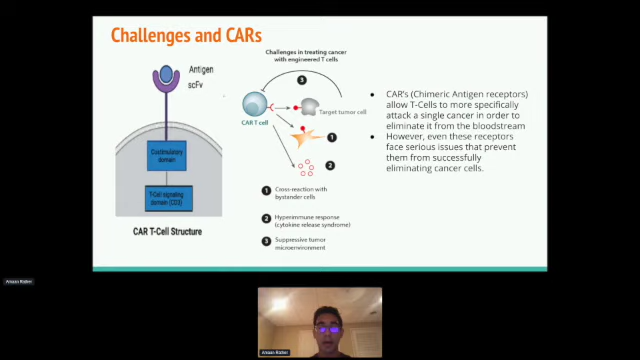 Challenges and CARs
Antigen
scFv
Costimulatory
domain
T-Cell signaling
domain (CD3)
CAR T-Cell Structure
Challenges in treating cancer
with engineered T cells
3
CAR T cell
Target tumor cell
1
2
1 Cross-reaction with
bystander cells
2 Hyperimmune response
(cytokine release syndrome)
3 Suppressive tumor
microenvironment
● CAR's (Chimeric Antigen receptors)
allow T-Cells to more specifically
attack a single cancer in order to
eliminate it from the bloodstream
● However, even these receptors
face serious issues that prevent
them from successfully
eliminating cancer cells.